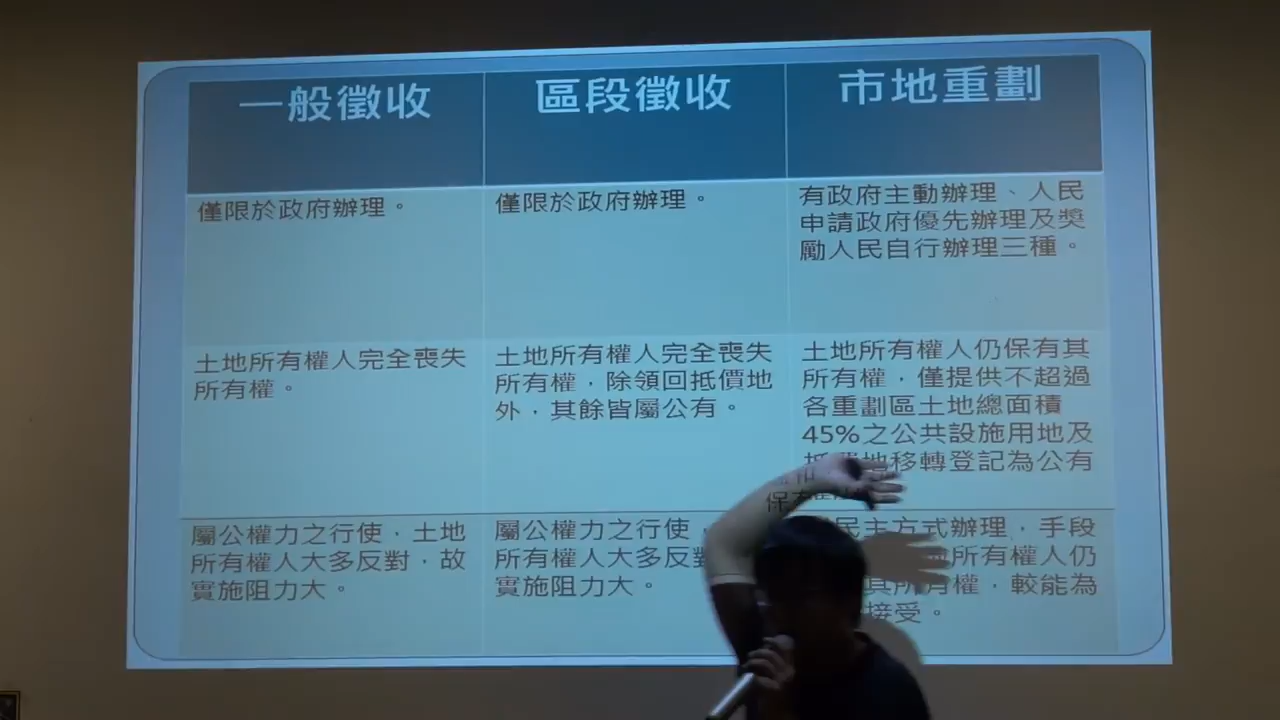 一般徵收
區段徵收
市地重劃
僅限於政府辦理。
僅限於政府辦理。
有政府主動辦理、人民
申請政府優先辦理及獎
勵人民自行辦理三種。
土地所有權人完全喪失
所有權。
土地所有權人完全喪失
所有權，除領回抵價地
外，其餘皆屬公有。
土地所有權人仍保有其
所有權，僅提供不超過
各重劃區土地總面積
45%之公共設施用地及
地移轉登記為公有
保
屬公權力之行使，土地
所有權人大多反對，故
實施阻力大。
屬公權力之行使，
所有權人大多反對
實施阻力大。
民主方式辦理，手段
所有權人仍
其所有權，較能為
接受。